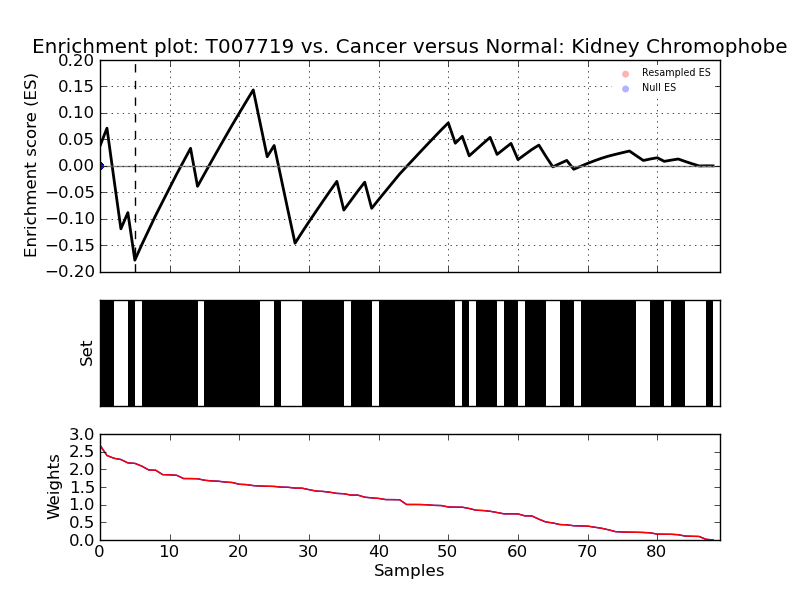 Enrichment plot: T007719 vs. Cancer versus Normal: Kidney Chromophobe
Enrichment score (ES)
0.20
0.15
0.10
0.05
0.00
−0.05
−0.10
−0.15
−0.20
Resampled ES
Null ES
Set
Weights
3.0
2.5
2.0
1.5
1.0
0.5
0.0
0 10 20 30 40 50 60 70 80
Samples